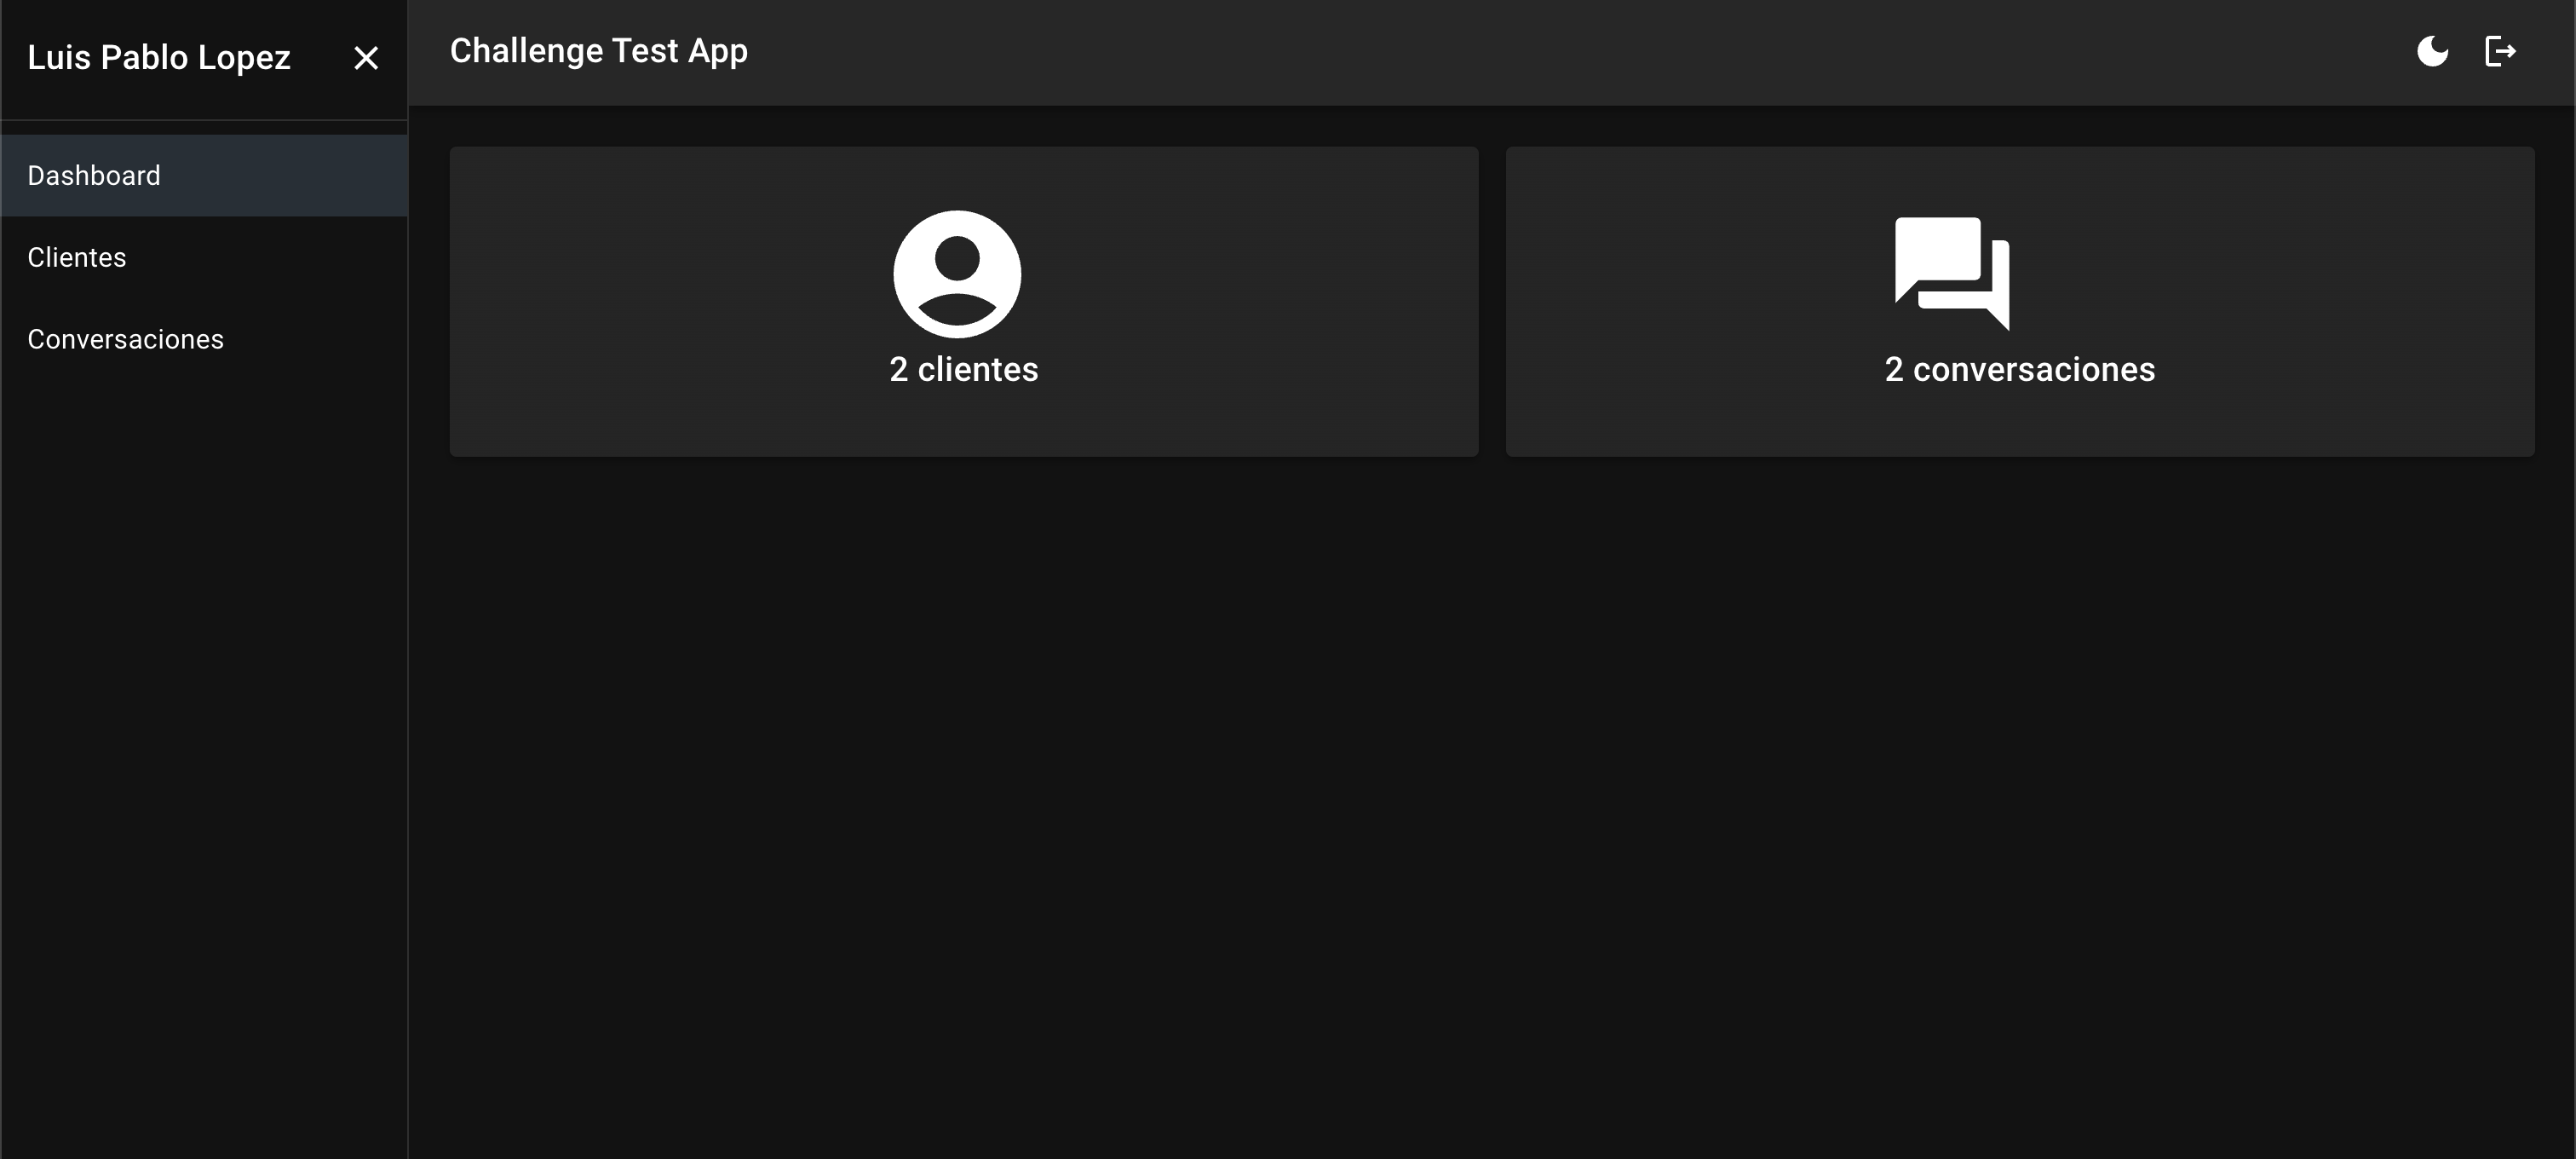 Luis Pablo Lopez
Challenge Test App
Dashboard
Clientes
Conversaciones
2 clientes
2 conversaciones